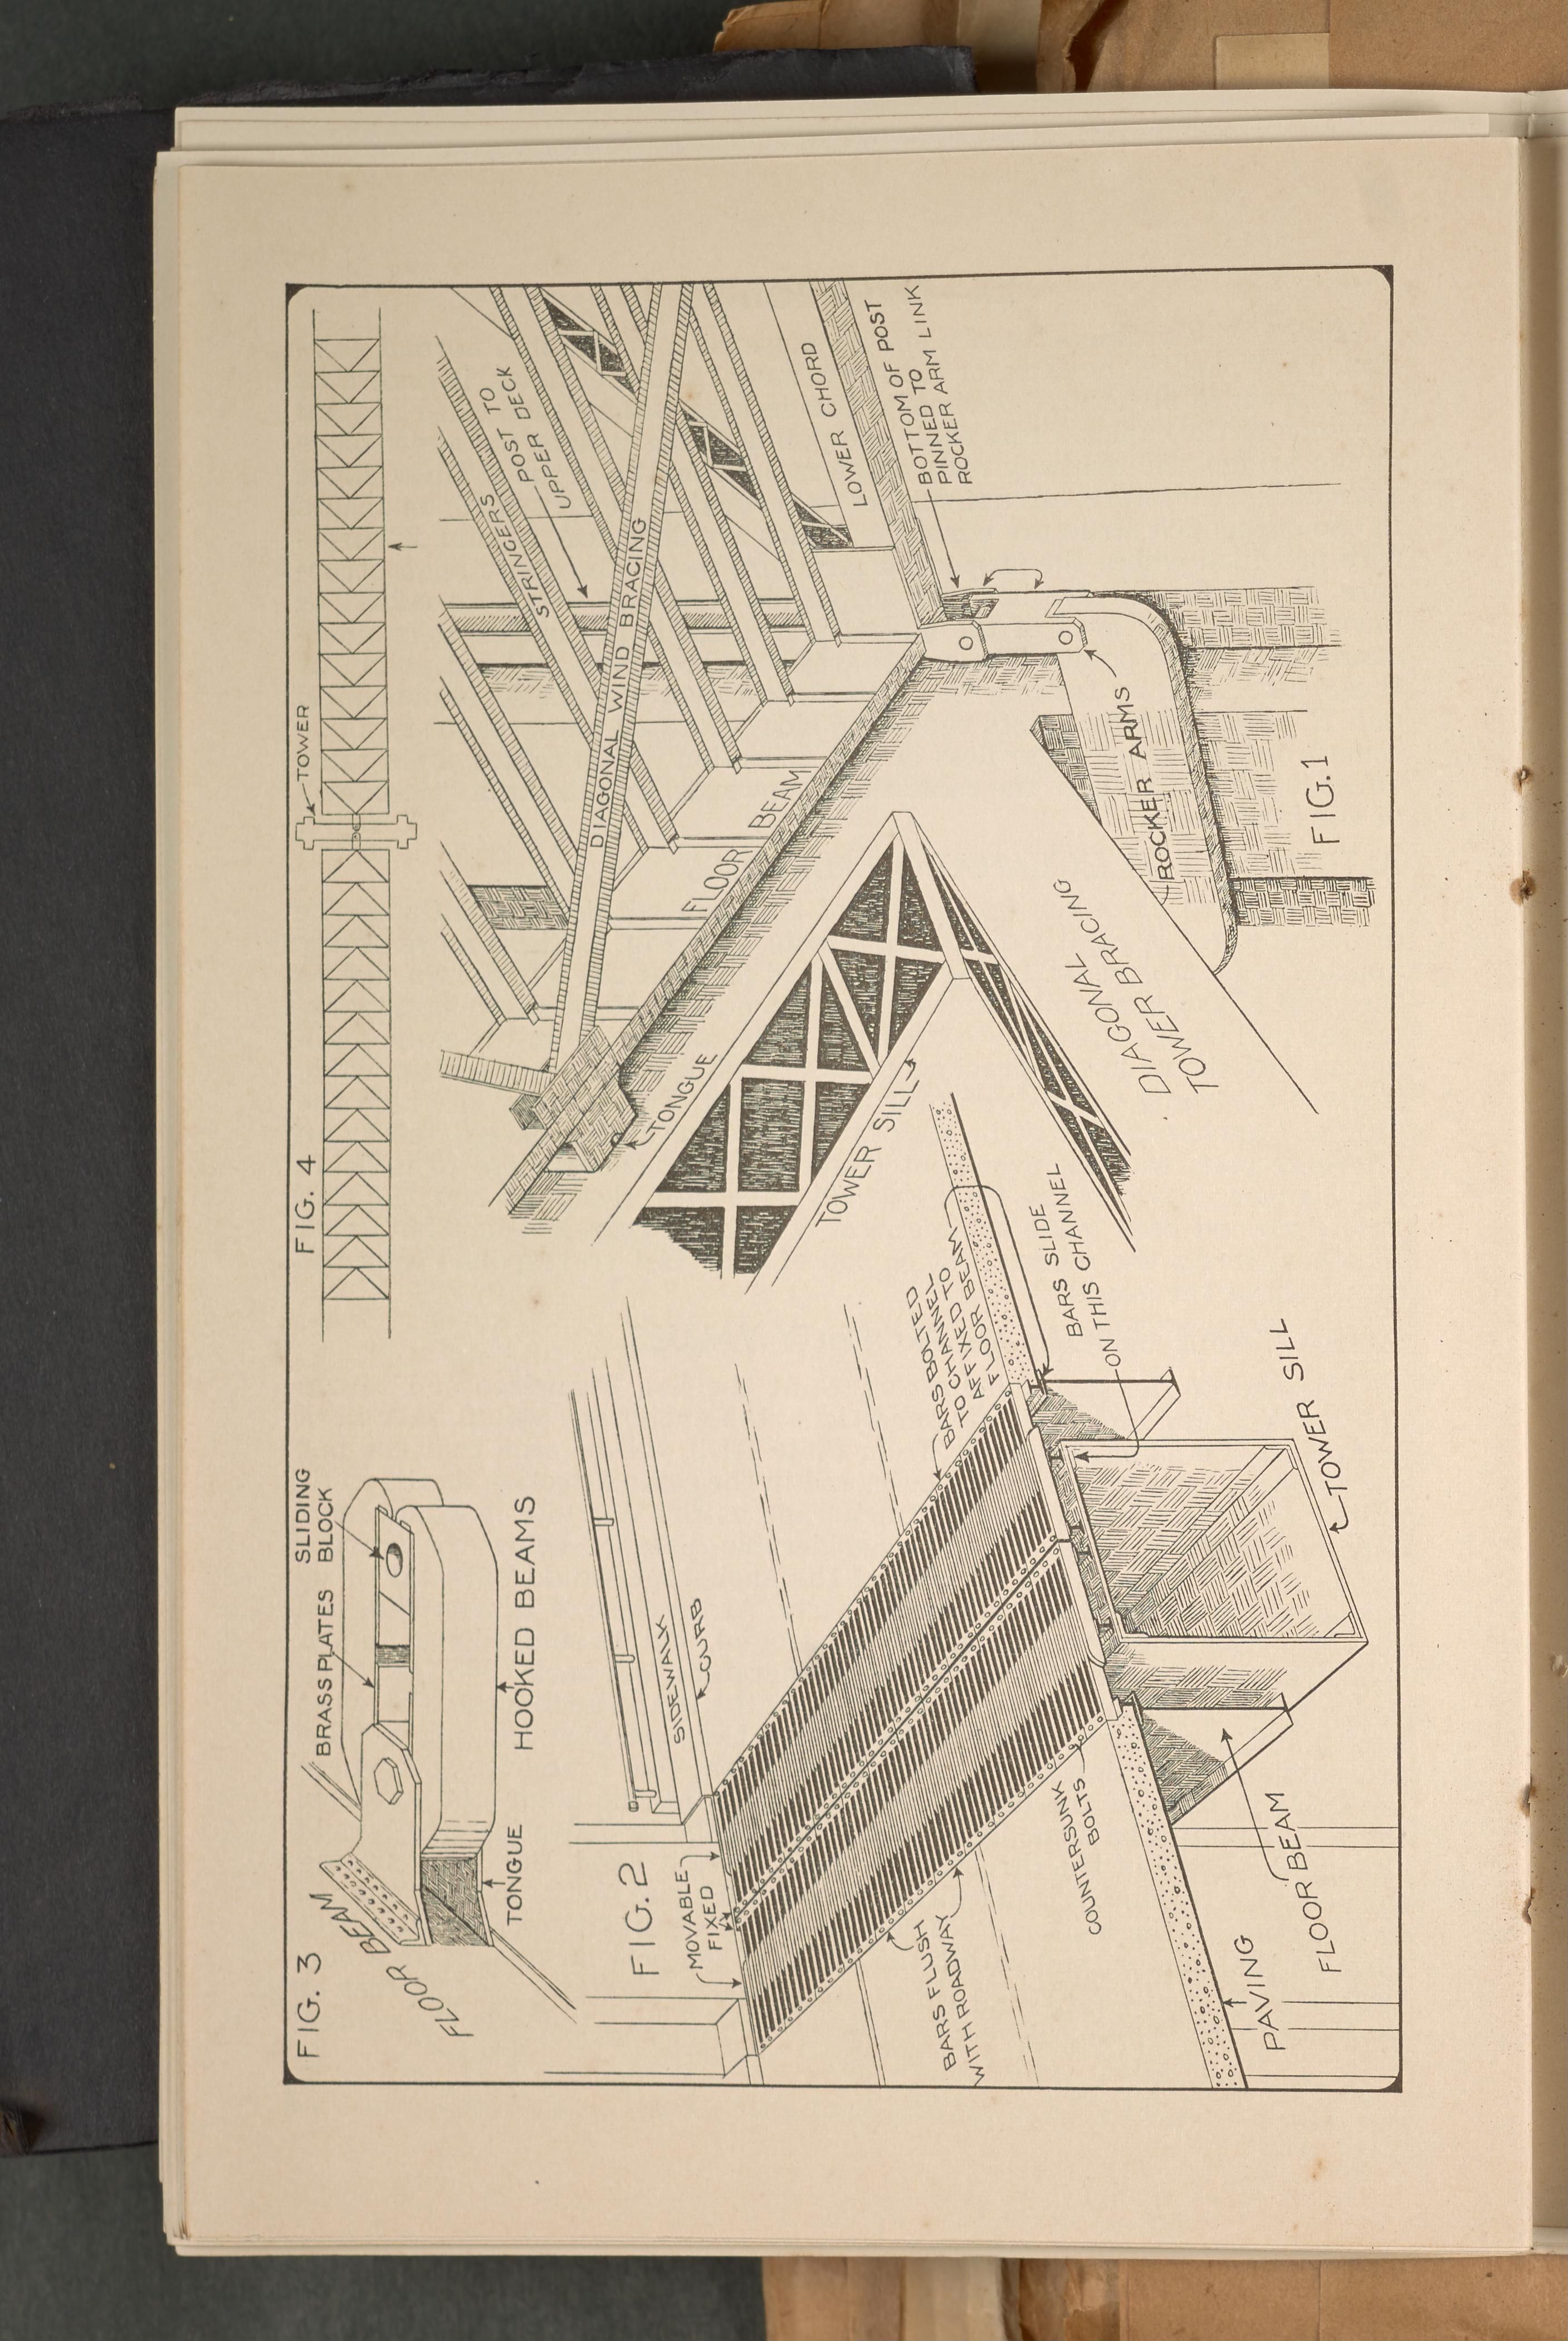 FIG. 3
BRASS PLATES
SLIDING
BLOCK
FLOOR BEAM
TONGUE
HOOKED BEAMS
FIG. 4
TOWER
FIG. 2
MOVABLE
FIXED
SIDEWALK
CURB
BARS BOLTED
TO CHANNEL
TO AFFIXED TO
FLOOR BEAM
BARS SLIDE
ON THIS CHANNEL
BARS FLUSH
WITH ROADWAY
COUNTERSUNK
BOLTS
PAVING
FLOOR BEAM
TOWER SILL
STRINGERS
POST TO
UPPER DECK
DIAGONAL WIND BRACING
LOWER CHORD
BOTTOM OF POST
PINNED TO
ROCKER ARM LINK
FLOOR BEAM
TONGUE
TOWER SILL
DIAGONAL
TOWER BRACING
ROCKER ARMS
FIG. 1